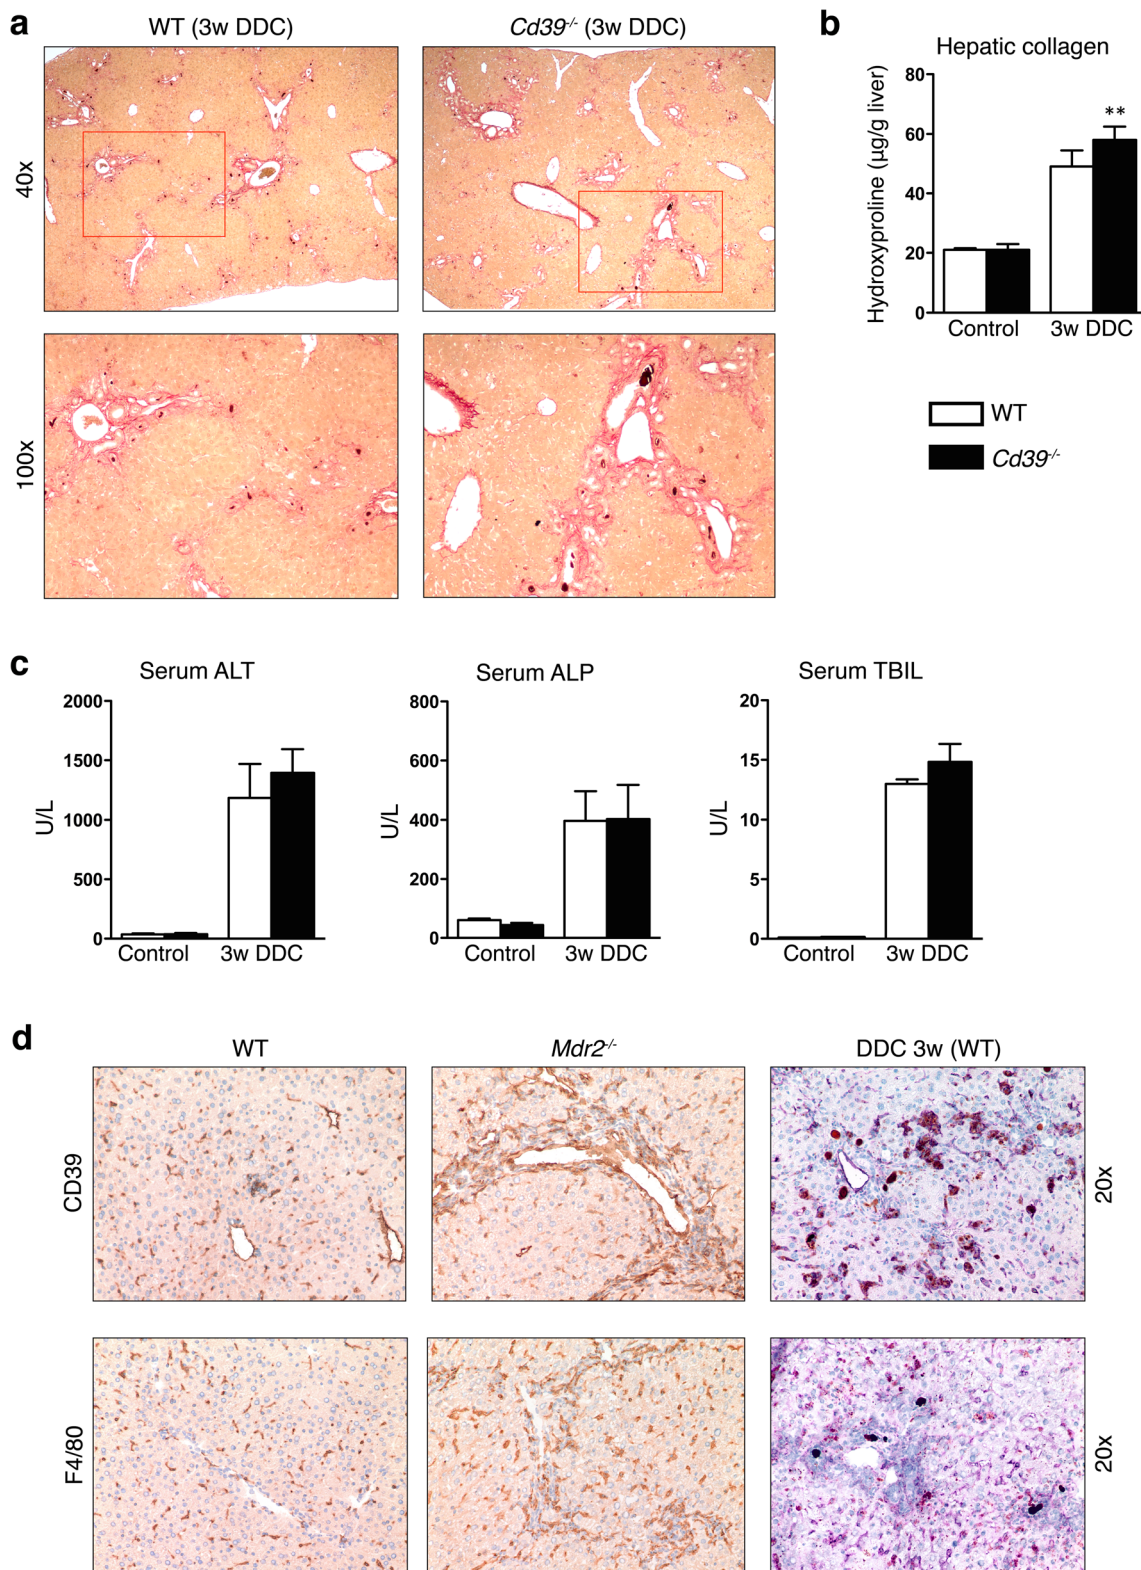 a
WT (3w DDC)
Cd39-/- (3w DDC)
40x
100x
b
Hepatic collagen
Hydroxyproline (µg/g liver)
80
60
40
20
0
**
Control
3w DDC
WT
Cd39-/-
c
Serum ALT
U/L
2000
1500
1000
500
0
Control
3w DDC
Serum ALP
U/L
800
600
400
200
0
Control
3w DDC
Serum TBIL
U/L
20
15
10
5
0
Control
3w DDC
d
WT
Mdr2-/-
DDC 3w (WT)
CD39
20x
F4/80
20x